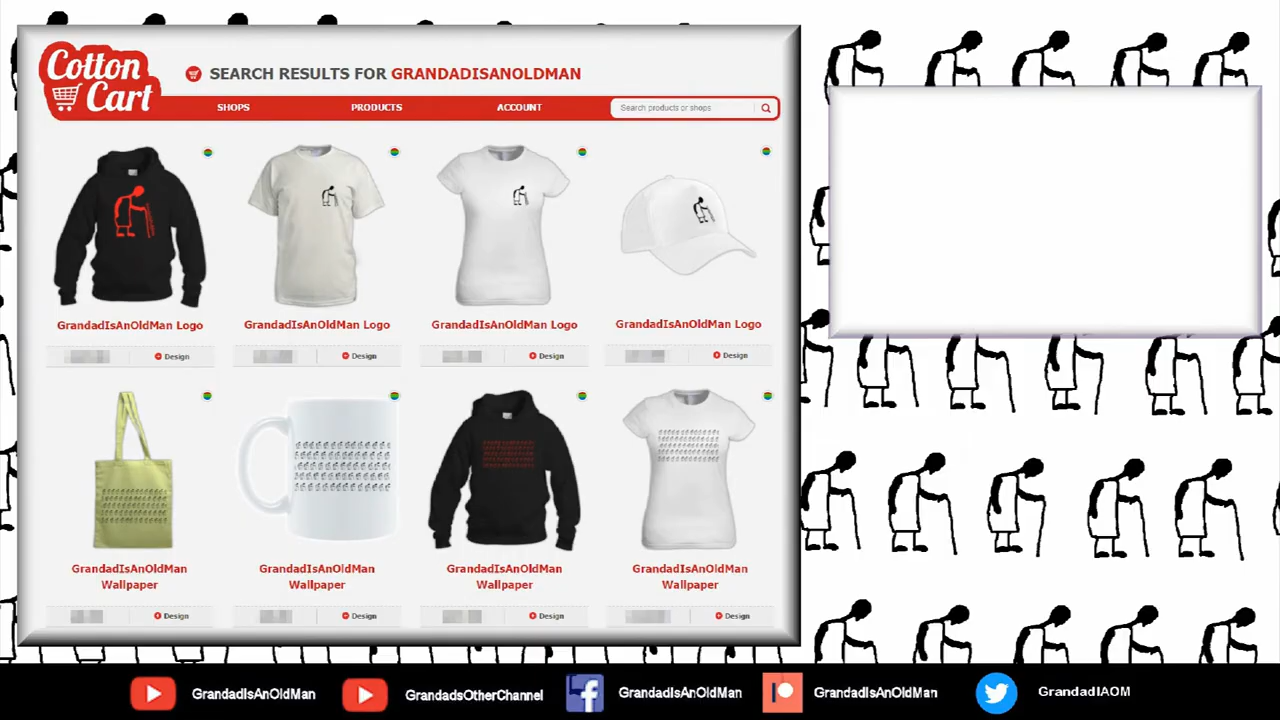 Cotton
Cart
SEARCH RESULTS FOR GRANDADISANOLDMAN
SHOPS PRODUCTS ACCOUNT Search products or shops
GrandadIsAnOldMan Logo GrandadIsAnOldMan Logo GrandadIsAnOldMan Logo GrandadIsAnOldMan Logo
Design Design Design Design
GrandadIsAnOldMan GrandadIsAnOldMan GrandadIsAnOldMan GrandadIsAnOldMan
Wallpaper Wallpaper Wallpaper Wallpaper
Design Design Design Design
GrandadIsAnOldMan GrandadsOtherChannel GrandadIsAnOldMan GrandadIsAnOldMan GrandadIAOM